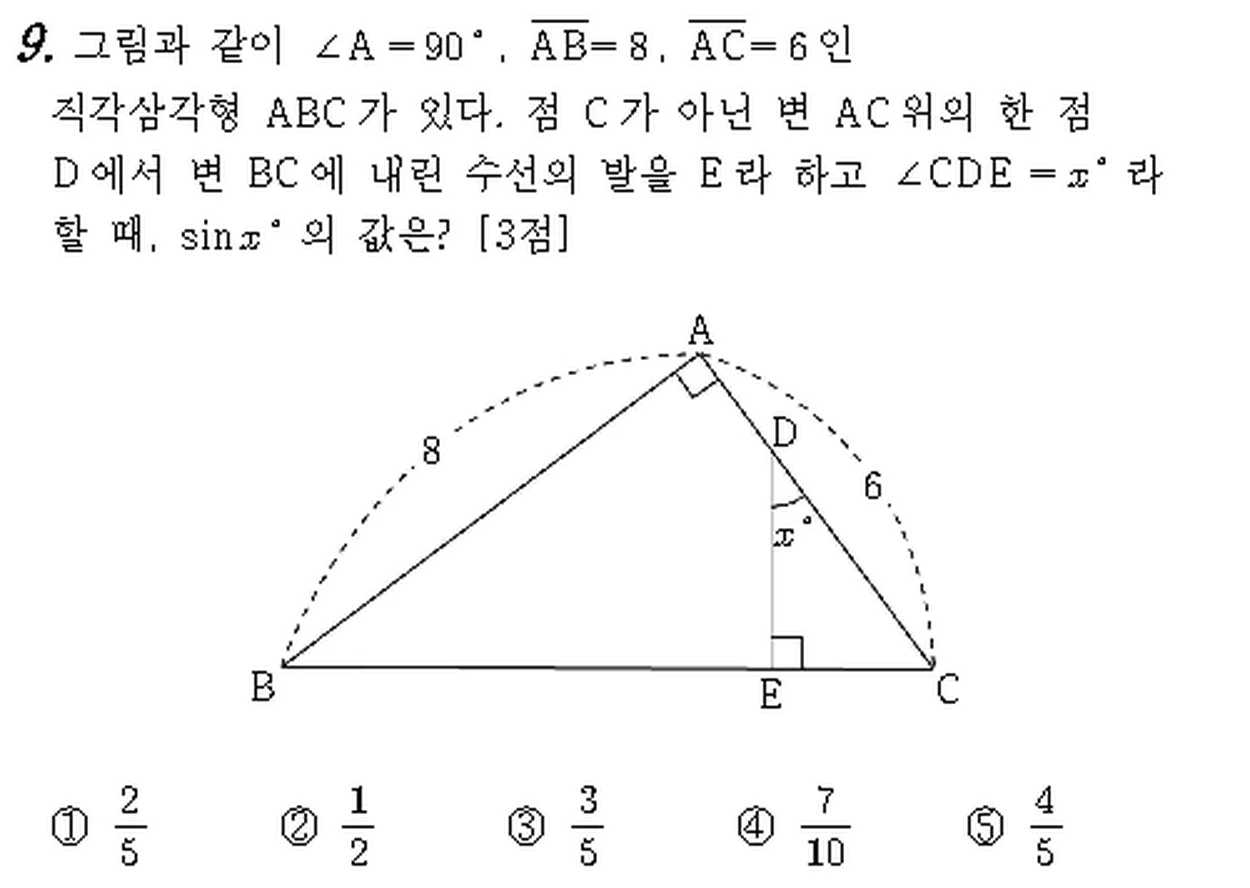 9. 그림과 같이 ∠A = 90°, AB = 8, AC = 6 인
직각삼각형 ABC가 있다. 점 C가 아닌 변 AC위의 한 점
D에서 변 BC에 내린 수선의 발을 E라 하고 ∠CDE = x° 라
할 때, sin x° 의 값은? [3점]
A
D
8
6
x°
B
E
C
① 2/5 ② 1/2 ③ 3/5 ④ 7/10 ⑤ 4/5